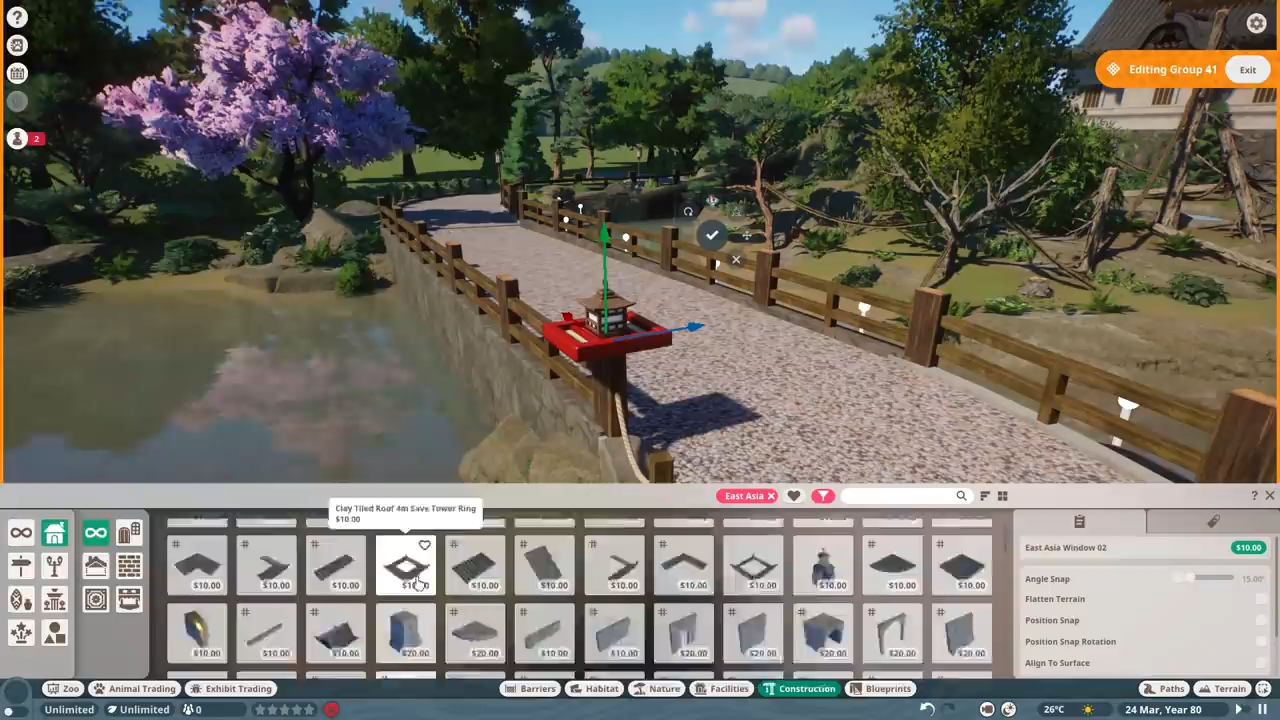 ?
Editing Group 41 Exit
2
East Asia ×
? ×
Clay Tiled Roof 4m Save Tower Ring
$10.00
East Asia Window 02 $10.00
$10.00 $10.00 $10.00 $10.00 $10.00 $10.00 $10.00 $10.00 $10.00 $10.00 $10.00
Angle Snap 15.00°
Flatten Terrain
Position Snap
Position Snap Rotation
Align To Surface
$10.00 $10.00 $10.00 $20.00 $20.00 $10.00 $10.00 $20.00 $20.00 $20.00 $20.00 $20.00
Zoo Animal Trading Exhibit Trading Barriers Habitat Nature Facilities Construction Blueprints Paths Terrain
Unlimited Unlimited 0 26°C 24 Mar, Year 80